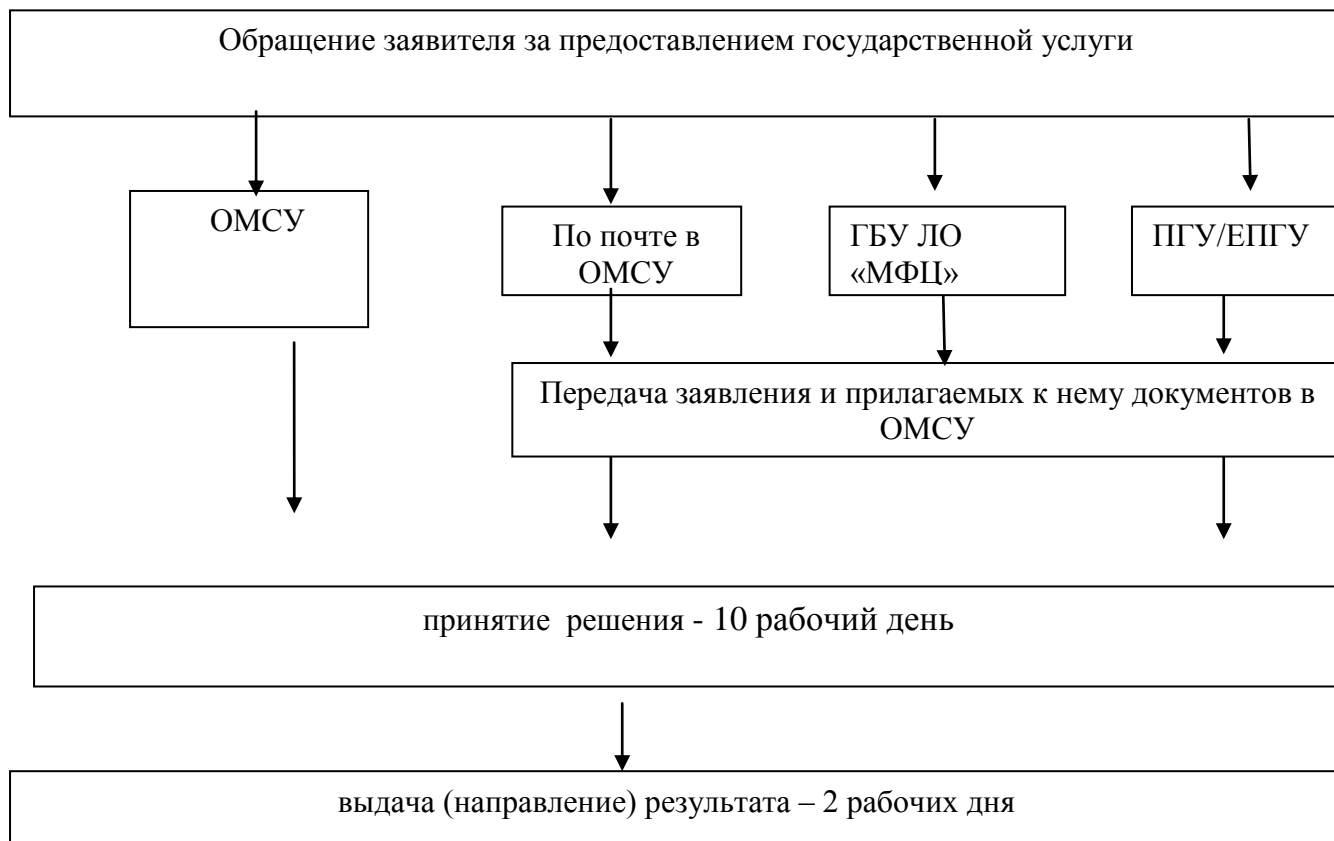 Обращение заявителя за предоставлением государственной услуги
ОМСУ
По почте в
ОМСУ
ГБУ ЛО
«МФЦ»
ПГУ/ЕПГУ
Передача заявления и прилагаемых к нему документов в
ОМСУ
принятие решения - 10 рабочий день
выдача (направление) результата – 2 рабочих дня